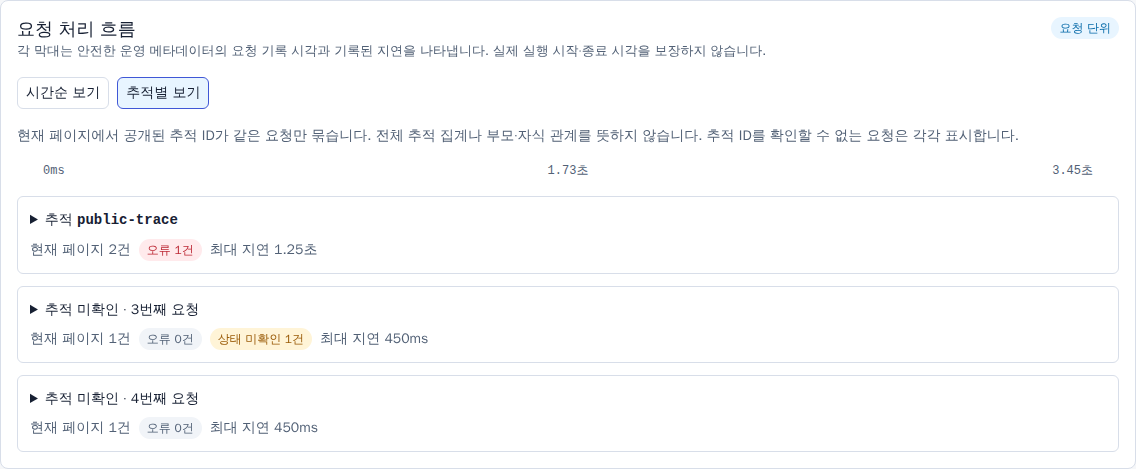 요청 처리 흐름
요청 단위
각 막대는 안전한 운영 메타데이터의 요청 기록 시각과 기록된 지연을 나타냅니다. 실제 실행 시작·종료 시각을 보장하지 않습니다.
시간순 보기 추적별 보기
현재 페이지에서 공개된 추적 ID가 같은 요청만 묶습니다. 전체 추적 집계나 부모·자식 관계를 뜻하지 않습니다. 추적 ID를 확인할 수 없는 요청은 각각 표시합니다.
0ms 1.73초 3.45초
▶ 추적 public-trace
현재 페이지 2건 오류 1건 최대 지연 1.25초
▶ 추적 미확인 · 3번째 요청
현재 페이지 1건 오류 0건 상태 미확인 1건 최대 지연 450ms
▶ 추적 미확인 · 4번째 요청
현재 페이지 1건 오류 0건 최대 지연 450ms